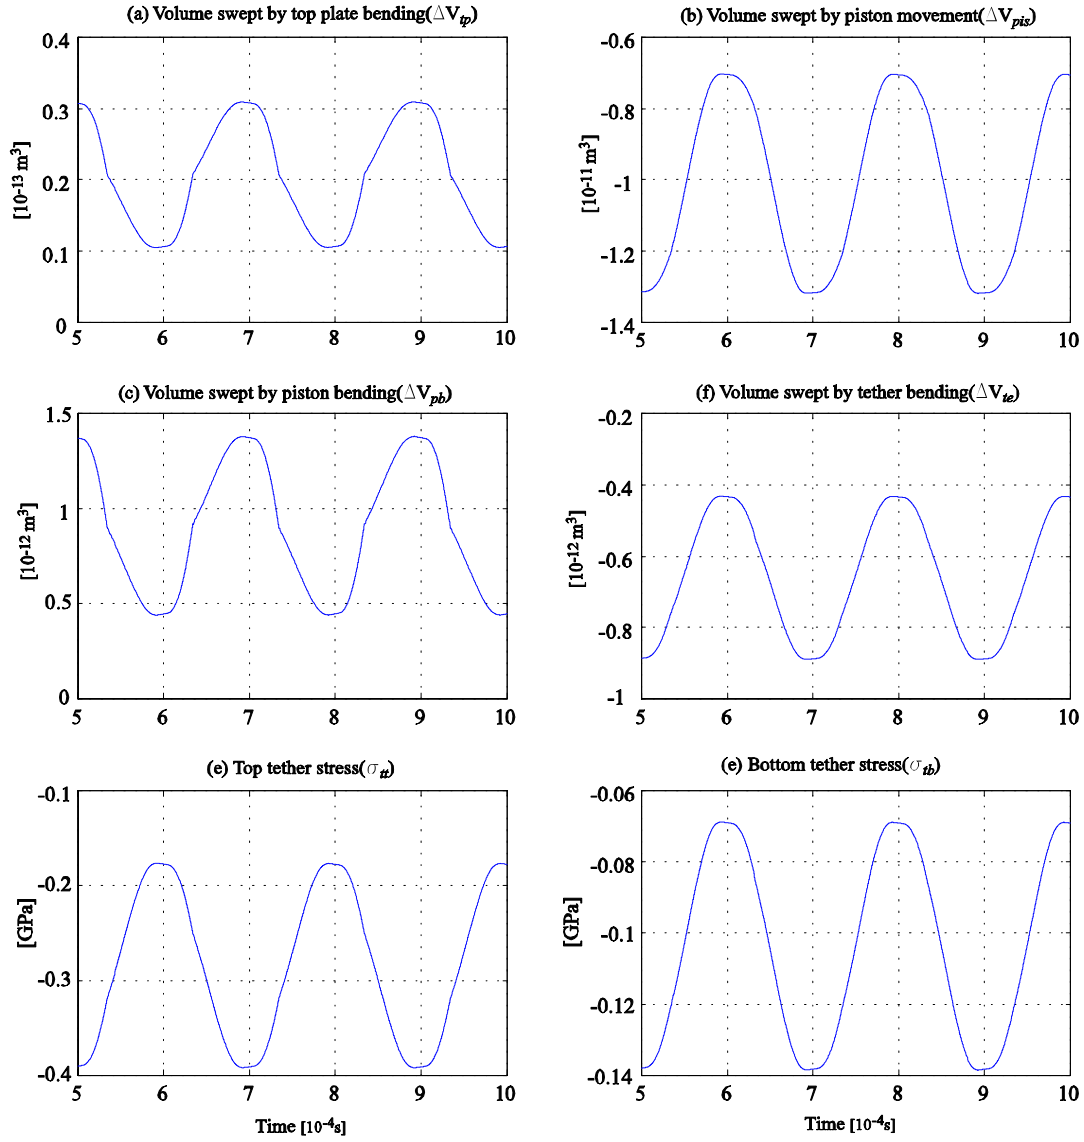 (a) Volume swept by top plate bending(ΔVtp)
(b) Volume swept by piston movement(ΔVpis)
0.4
0.3
0.2
0.1
0
[10-13 m3]
5 6 7 8 9 10
-0.6
-0.8
-1
-1.2
-1.4
[10-11 m3]
5 6 7 8 9 10
(c) Volume swept by piston bending(ΔVpb)
(f) Volume swept by tether bending(ΔVte)
1.5
1
0.5
0
[10-12 m3]
5 6 7 8 9 10
-0.2
-0.4
-0.6
-0.8
-1
[10-12 m3]
5 6 7 8 9 10
(e) Top tether stress(σtt)
(e) Bottom tether stress(σtb)
-0.1
-0.2
-0.3
-0.4
[GPa]
5 6 7 8 9 10
Time [10-4s]
-0.06
-0.08
-0.1
-0.12
-0.14
[GPa]
5 6 7 8 9 10
Time [10-4s]